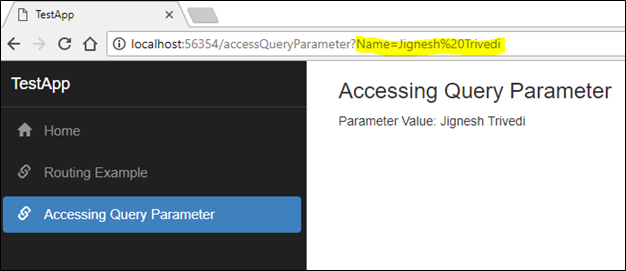 TestApp
localhost:56354/accessQueryParameter?Name=Jignesh%20Trivedi
TestApp
Home
Routing Example
Accessing Query Parameter
Accessing Query Parameter
Parameter Value: Jignesh Trivedi